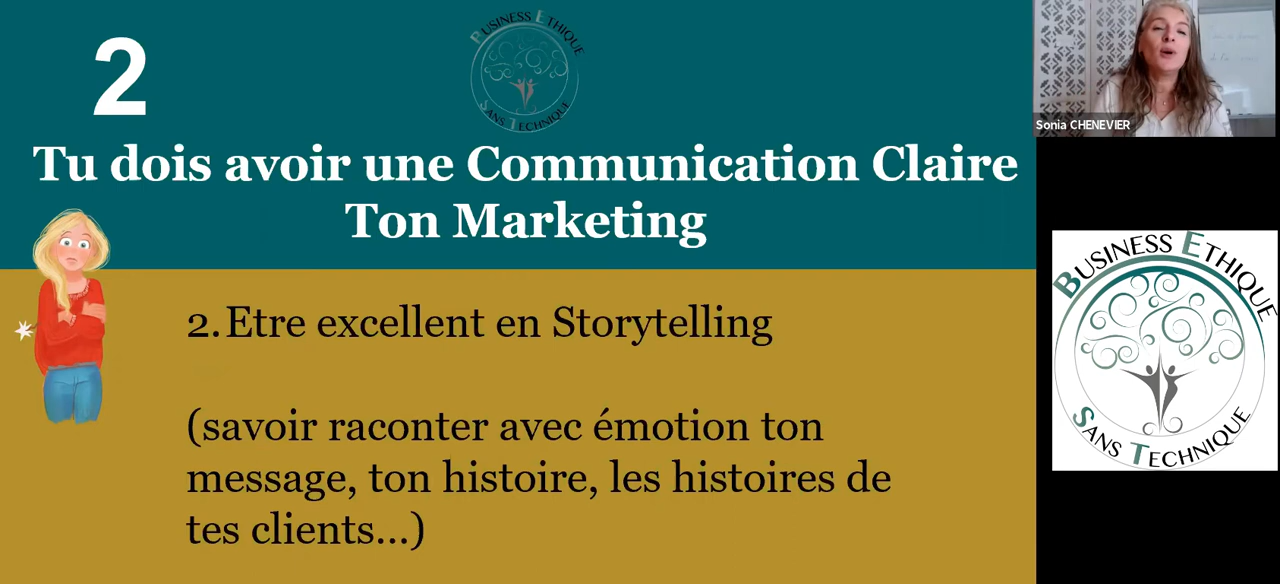 2
BUSINESS ETHIQUE
SANS TECHNIQUE
Tu dois avoir une Communication Claire
Ton Marketing
2. Etre excellent en Storytelling
(savoir raconter avec émotion ton
message, ton histoire, les histoires de
tes clients...)
Sonia CHENEVIER
BUSINESS ETHIQUE
SANS TECHNIQUE